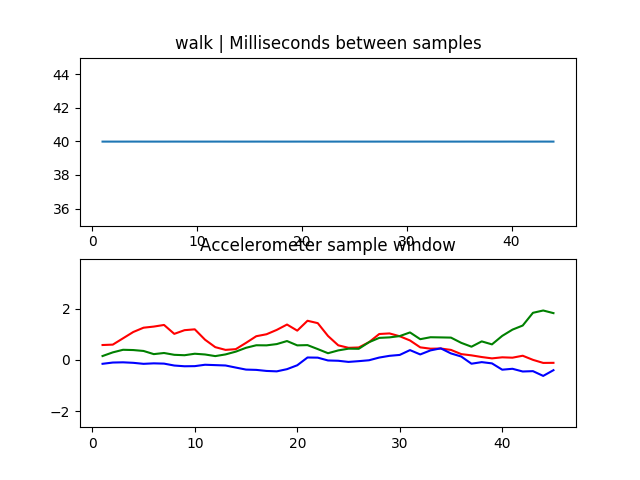 walk | Milliseconds between samples
44
42
40
38
36
0 10 20 30 40
Accelerometer sample window
2
0
−2
0 10 20 30 40